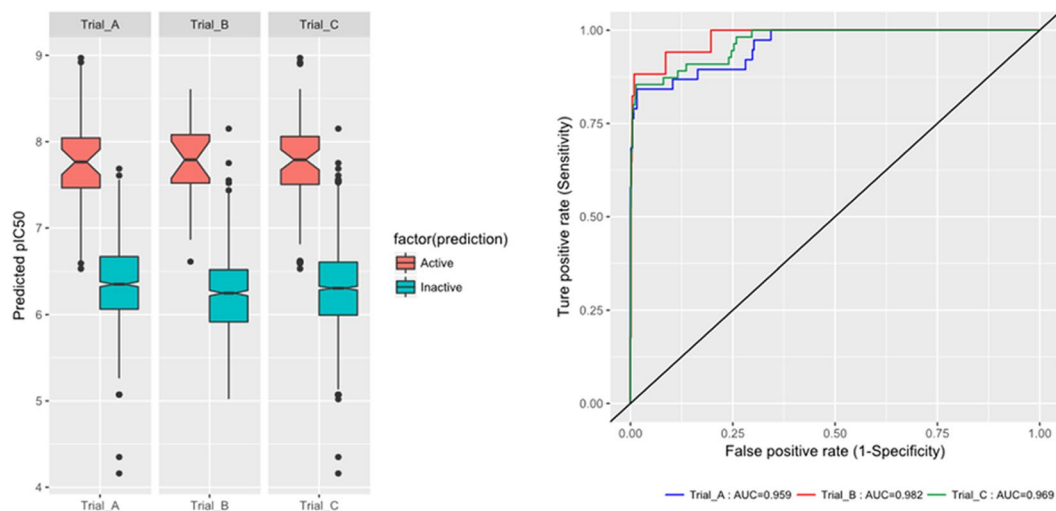 Trial_A Trial_B Trial_C
9
8
7
6
5
4
Predicted pIC50
Trial_A Trial_B Trial_C
factor(prediction)
Active
Inactive
1.00
0.75
0.50
0.25
0.00
Ture positive rate (Sensitivity)
0.00 0.25 0.50 0.75 1.00
False positive rate (1-Specificity)
Trial_A : AUC=0.959 Trial_B : AUC=0.982 Trial_C : AUC=0.969